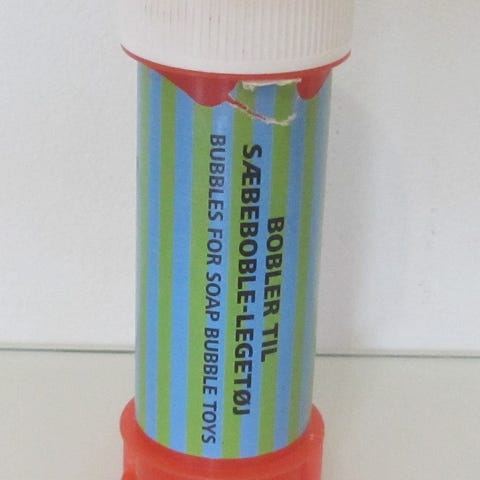 BOBLER TIL
SÆBEBOBLE-LEGETØJ
BUBBLES FOR SOAP BUBBLE TOYS